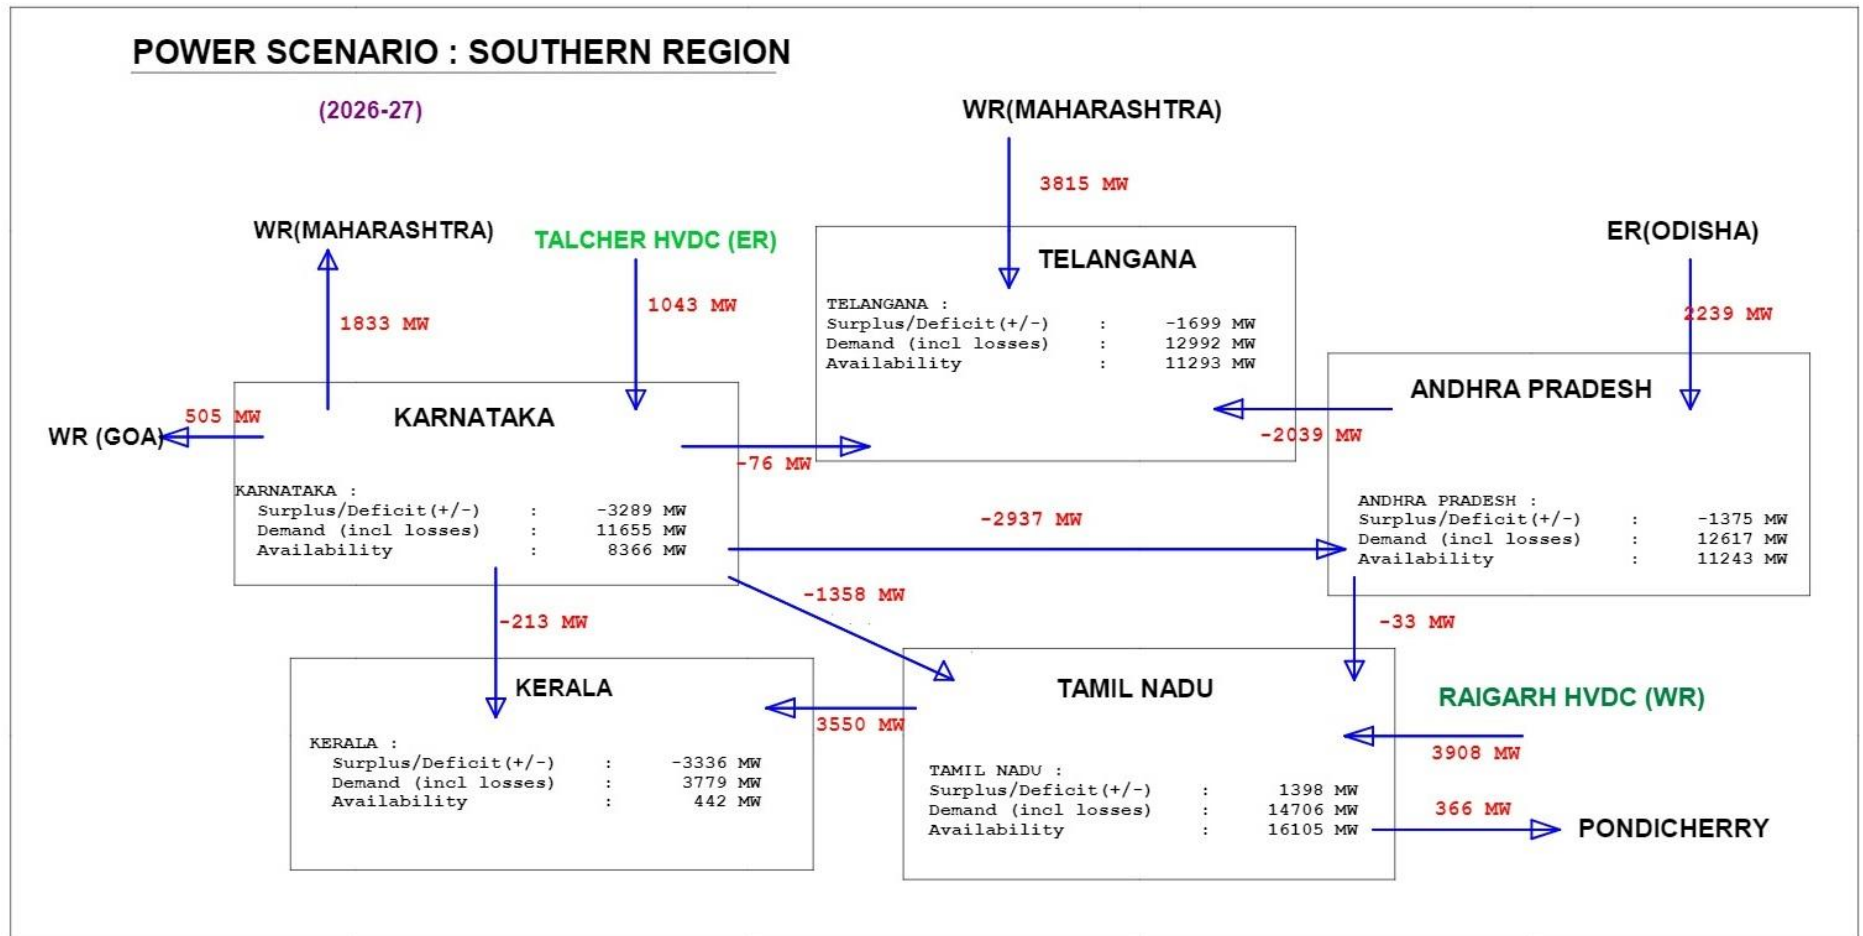 POWER SCENARIO : SOUTHERN REGION
(2026-27)
WR(MAHARASHTRA)
3815 MW
WR(MAHARASHTRA)
1833 MW
TALCHER HVDC (ER)
1043 MW
ER(ODISHA)
2239 MW
TELANGANA
TELANGANA :
Surplus/Deficit(+/-) : -1699 MW
Demand (incl losses) : 12992 MW
Availability : 11293 MW
WR (GOA)
505 MW
KARNATAKA
KARNATAKA :
Surplus/Deficit(+/-) : -3289 MW
Demand (incl losses) : 11655 MW
Availability : 8366 MW
-76 MW
-2039 MW
ANDHRA PRADESH
ANDHRA PRADESH :
Surplus/Deficit(+/-) : -1375 MW
Demand (incl losses) : 12617 MW
Availability : 11243 MW
-2937 MW
-1358 MW
-213 MW
-33 MW
KERALA
KERALA :
Surplus/Deficit(+/-) : -3336 MW
Demand (incl losses) : 3779 MW
Availability : 442 MW
3550 MW
TAMIL NADU
TAMIL NADU :
Surplus/Deficit(+/-) : 1398 MW
Demand (incl losses) : 14706 MW
Availability : 16105 MW
RAIGARH HVDC (WR)
3908 MW
366 MW
PONDICHERRY